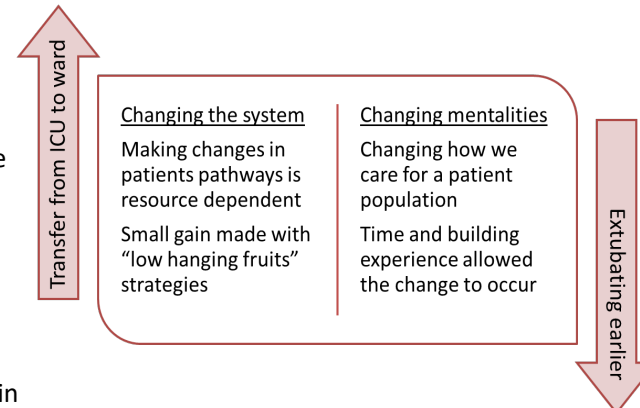 Transfer from ICU to ward
Changing the system
Making changes in
patients pathways is
resource dependent
Small gain made with
“low hanging fruits”
strategies
Changing mentalities
Changing how we
care for a patient
population
Time and building
experience allowed
the change to occur
Extubating earlier
in